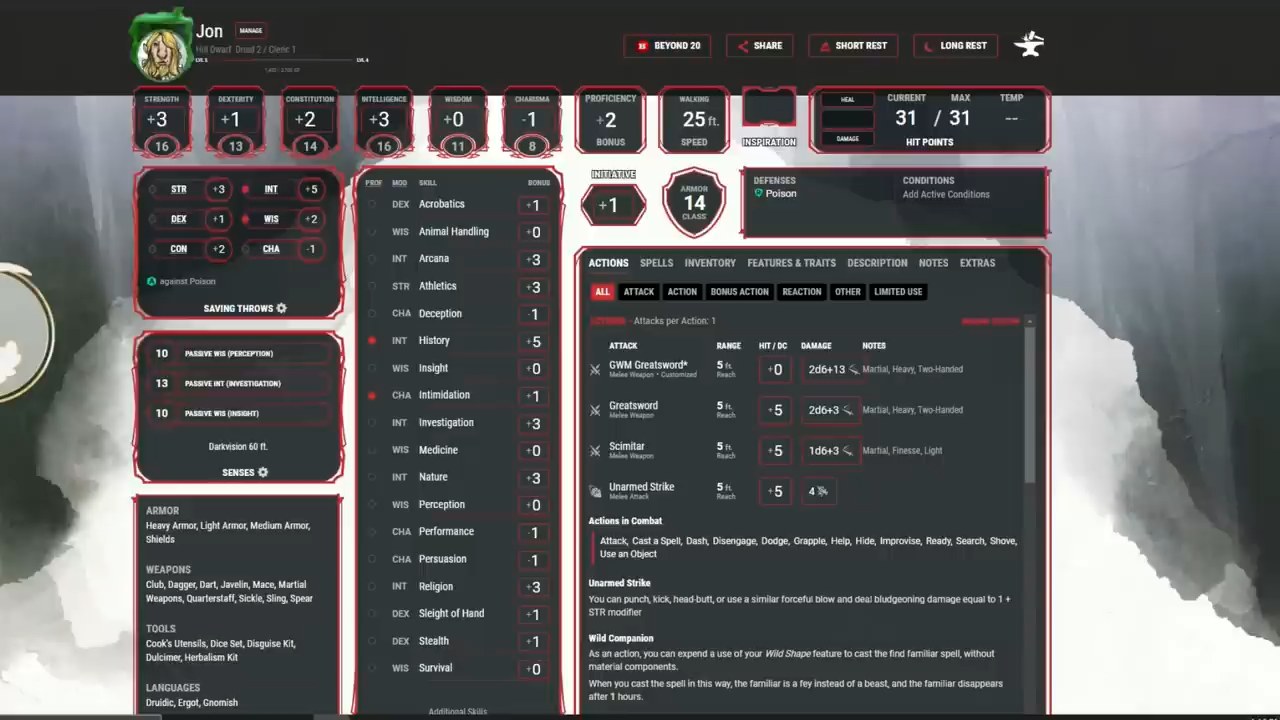 Jon MANAGE
Hill Dwarf Druid 2 / Cleric 1
LVL 3 LVL 4
BEYOND 20 SHARE SHORT REST LONG REST
STRENGTH +3 16
DEXTERITY +1 13
CONSTITUTION +2 14
INTELLIGENCE +3 16
WISDOM +0 11
CHARISMA -1 8
PROFICIENCY +2 BONUS
WALKING 25 ft. SPEED
INSPIRATION
HEAL
DAMAGE
CURRENT MAX TEMP
31 / 31 --
HIT POINTS
STR +3 INT +5
DEX +1 WIS +2
CON +2 CHA -1
against Poison
SAVING THROWS
10 PASSIVE WIS (PERCEPTION)
13 PASSIVE INT (INVESTIGATION)
10 PASSIVE WIS (INSIGHT)
Darkvision 60 ft.
SENSES
ARMOR
Heavy Armor, Light Armor, Medium Armor,
Shields
WEAPONS
Club, Dagger, Dart, Javelin, Mace, Martial
Weapons, Quarterstaff, Sickle, Sling, Spear
TOOLS
Cook's Utensils, Dice Set, Disguise Kit,
Dulcimer, Herbalism Kit
LANGUAGES
Druidic, Ergot, Gnomish
PROF MOD SKILL BONUS
DEX Acrobatics +1
WIS Animal Handling +0
INT Arcana +3
STR Athletics +3
CHA Deception -1
INT History +5
WIS Insight +0
CHA Intimidation +1
INT Investigation +3
WIS Medicine +0
INT Nature +3
WIS Perception +0
CHA Performance -1
CHA Persuasion -1
INT Religion +3
DEX Sleight of Hand +1
DEX Stealth +1
WIS Survival +0
Additional Skills
INITIATIVE
+1
ARMOR
14
CLASS
DEFENSES
Poison
CONDITIONS
Add Active Conditions
ACTIONS SPELLS INVENTORY FEATURES & TRAITS DESCRIPTION NOTES EXTRAS
ALL ATTACK ACTION BONUS ACTION REACTION OTHER LIMITED USE
Attacks per Action: 1
ATTACK RANGE HIT / DC DAMAGE NOTES
GWM Greatsword* 5 ft. +0 2d6+13 Martial, Heavy, Two-Handed
Melee Weapon • Customized Reach
Greatsword 5 ft. +5 2d6+3 Martial, Heavy, Two-Handed
Melee Weapon Reach
Scimitar 5 ft. +5 1d6+3 Martial, Finesse, Light
Melee Weapon Reach
Unarmed Strike 5 ft. +5 4
Melee Attack Reach
Actions in Combat
Attack, Cast a Spell, Dash, Disengage, Dodge, Grapple, Help, Hide, Improvise, Ready, Search, Shove,
Use an Object
Unarmed Strike
You can punch, kick, head-butt, or use a similar forceful blow and deal bludgeoning damage equal to 1 +
STR modifier
Wild Companion
As an action, you can expend a use of your Wild Shape feature to cast the find familiar spell, without
material components.
When you cast the spell in this way, the familiar is a fey instead of a beast, and the familiar disappears
after 1 hours.